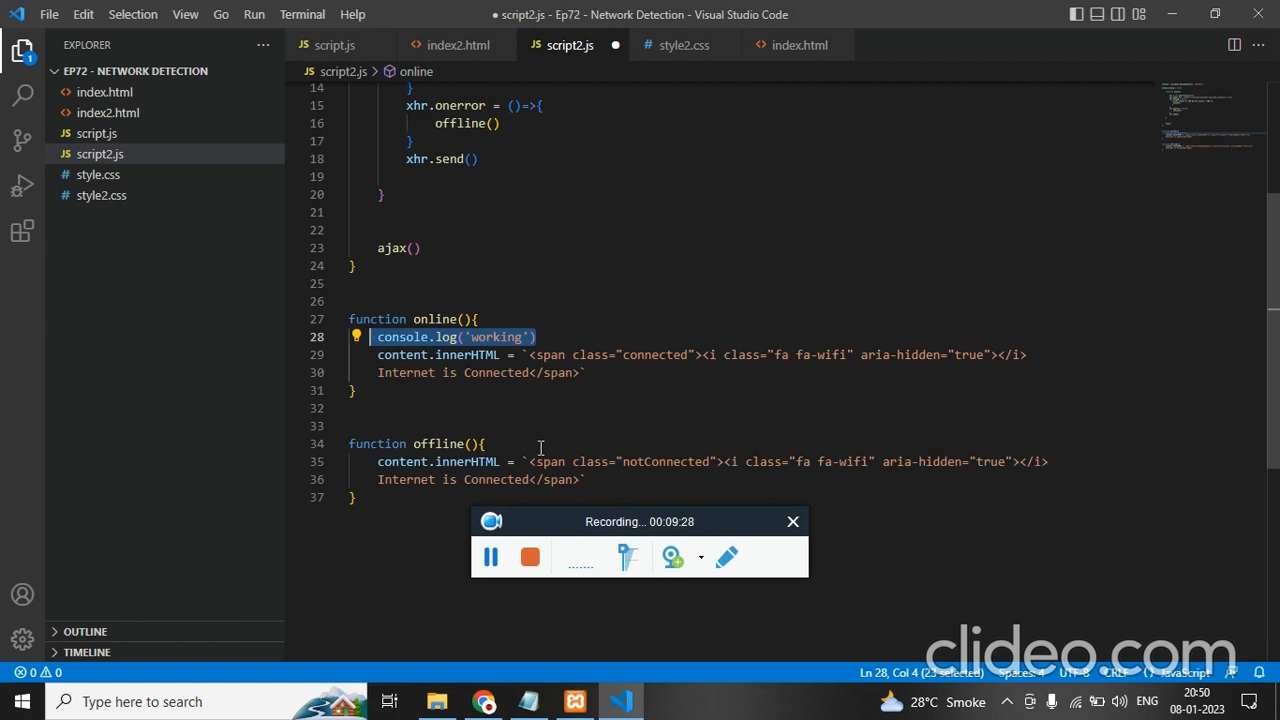 File Edit Selection View Go Run Terminal Help
● script2.js - Ep72 - Network Detection - Visual Studio Code
EXPLORER
JS script.js <> index2.html JS script2.js ● # style2.css <> index.html
JS script2.js > online
EP72 - NETWORK DETECTION
<> index.html
<> index2.html
JS script.js
JS script2.js
# style.css
# style2.css
OUTLINE
TIMELINE
14 }
15 xhr.onerror = ()=>{
16 offline()
17 }
18 xhr.send()
19
20 }
21
22
23 ajax()
24 }
25
26
27 function online(){
28 console.log('working')
29 content.innerHTML = `<span class="connected"><i class="fa fa-wifi" aria-hidden="true"></i>
30 Internet is Connected</span>`
31 }
32
33
34 function offline(){
35 content.innerHTML = `<span class="notConnected"><i class="fa fa-wifi" aria-hidden="true"></i>
36 Internet is Connected</span>`
37 }
Recording... 00:09:28
clideo.com
0 0
Ln 28, Col 4 (23 selected) Spaces: 4 UTF-8 CRLF {} JavaScript
Type here to search
28°C Smoke
ENG
20:50
08-01-2023